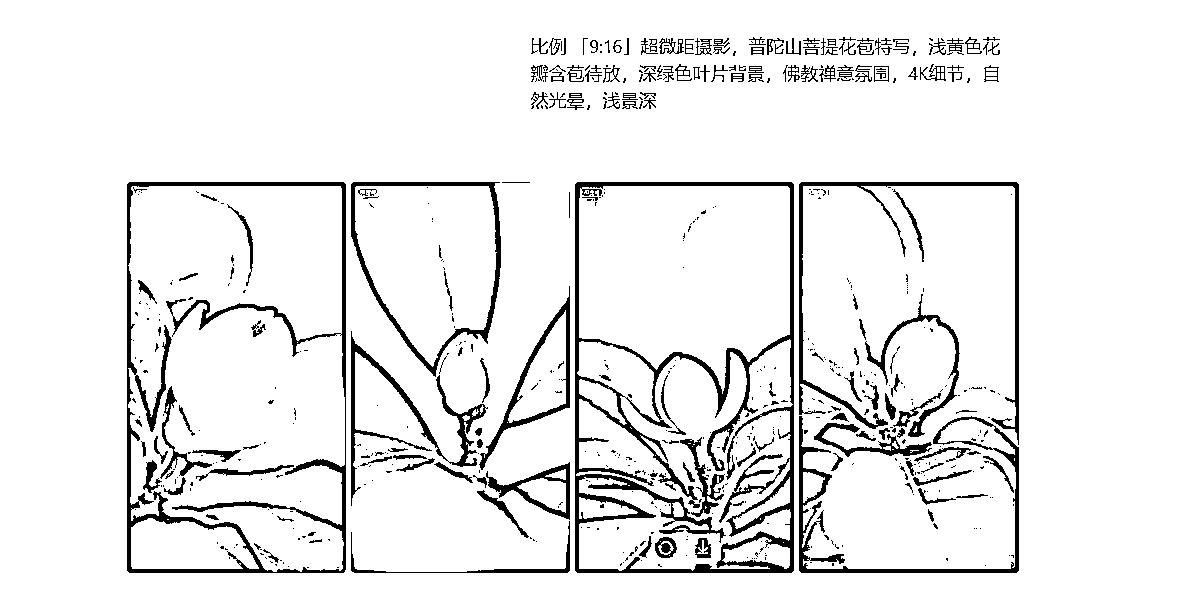 比例「9:16」超微距摄影，普陀山菩提花苞特写，浅黄色花
瓣含苞待放，深绿色叶片背景，佛教禅意氛围，4K细节，自
然光晕，浅景深